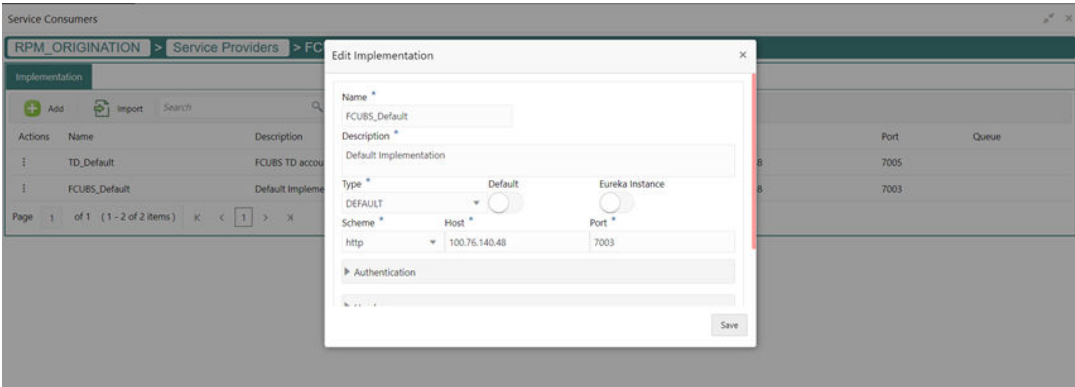 Service Consumers
RPM_ORIGINATION > Service Providers > FC
Implementation
Add Import Search
Actions Name Description Port Queue
TD_Default FCUBS TD accou 8 7005
FCUBS_Default Default Impleme 8 7003
Page 1 of 1 (1 - 2 of 2 items) 1
Edit Implementation
Name *
FCUBS_Default
Description *
Default Implementation
Type * Default Eureka Instance
DEFAULT
Scheme * Host * Port *
http 100.76.140.48 7003
Authentication
Save